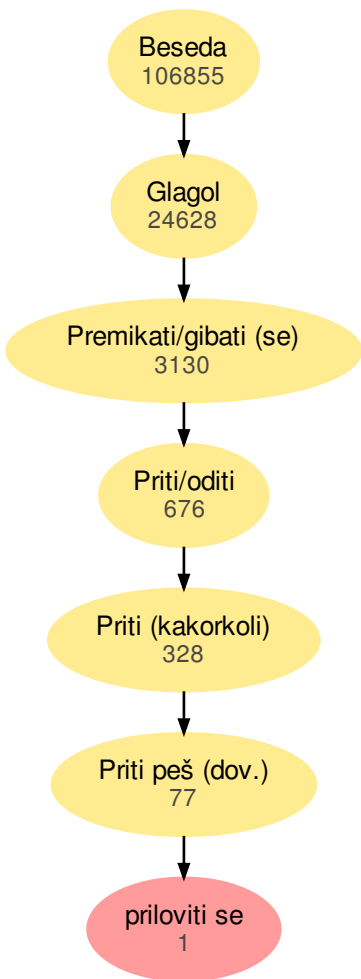 Beseda
106855
Glagol
24628
Premikati/gibati (se)
3130
Priti/oditi
676
Priti (kakorkoli)
328
Priti peš (dov.)
77
priloviti se
1